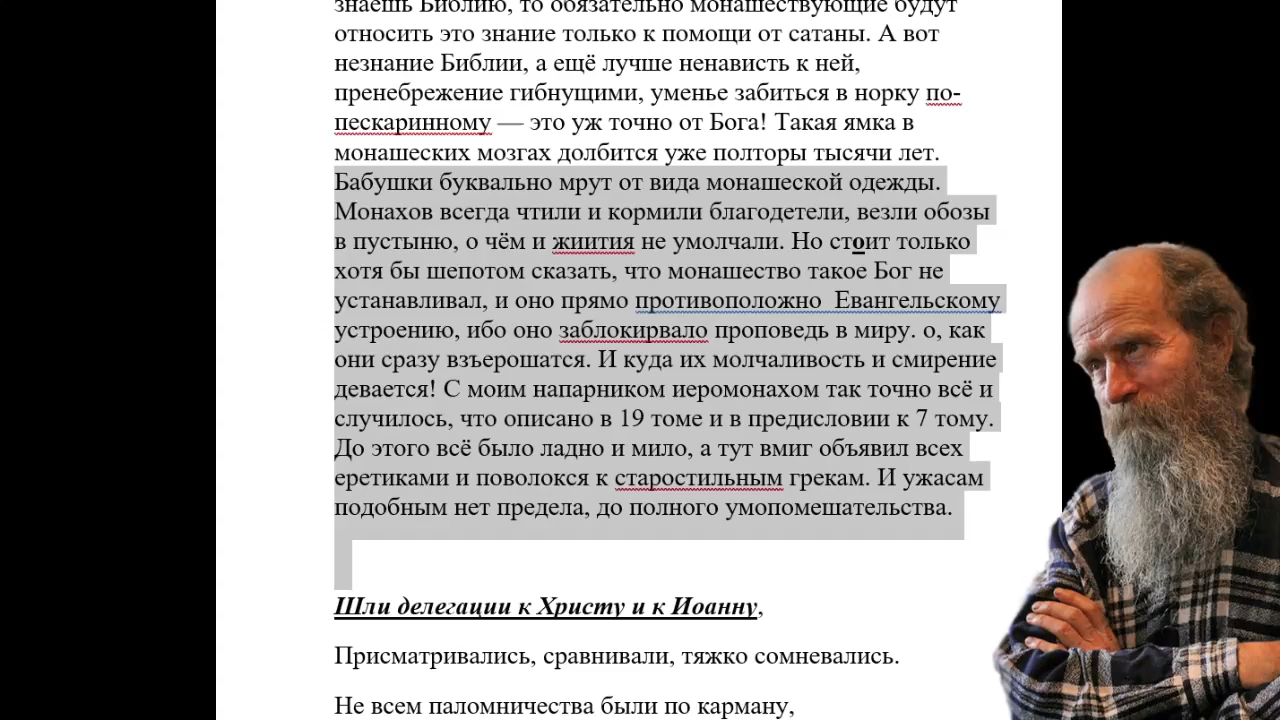 знаешь Библию, то обязательно монашествующие будут
относить это знание только к помощи от сатаны. А вот
незнание Библии, а ещё лучше ненависть к ней,
пренебрежение гибнущими, уменье забиться в норку по-
пескаринному — это уж точно от Бога! Такая ямка в
монашеских мозгах долбится уже полторы тысячи лет.
Бабушки буквально мрут от вида монашеской одежды.
Монахов всегда чтили и кормили благодетели, везли обозы
в пустыню, о чём и жиития не умолчали. Но стоит только
хотя бы шепотом сказать, что монашество такое Бог не
устанавливал, и оно прямо противоположно  Евангельскому
устроению, ибо оно заблокирвало проповедь в миру. о, как
они сразу взъерошатся. И куда их молчаливость и смирение
девается! С моим напарником иеромонахом так точно всё и
случилось, что описано в 19 томе и в предисловии к 7 тому.
До этого всё было ладно и мило, а тут вмиг объявил всех
еретиками и поволокся к старостильным грекам. И ужасам
подобным нет предела, до полного умопомешательства.
Шли делегации к Христу и к Иоанну,
Присматривались, сравнивали, тяжко сомневались.
Не всем паломничества были по карману,